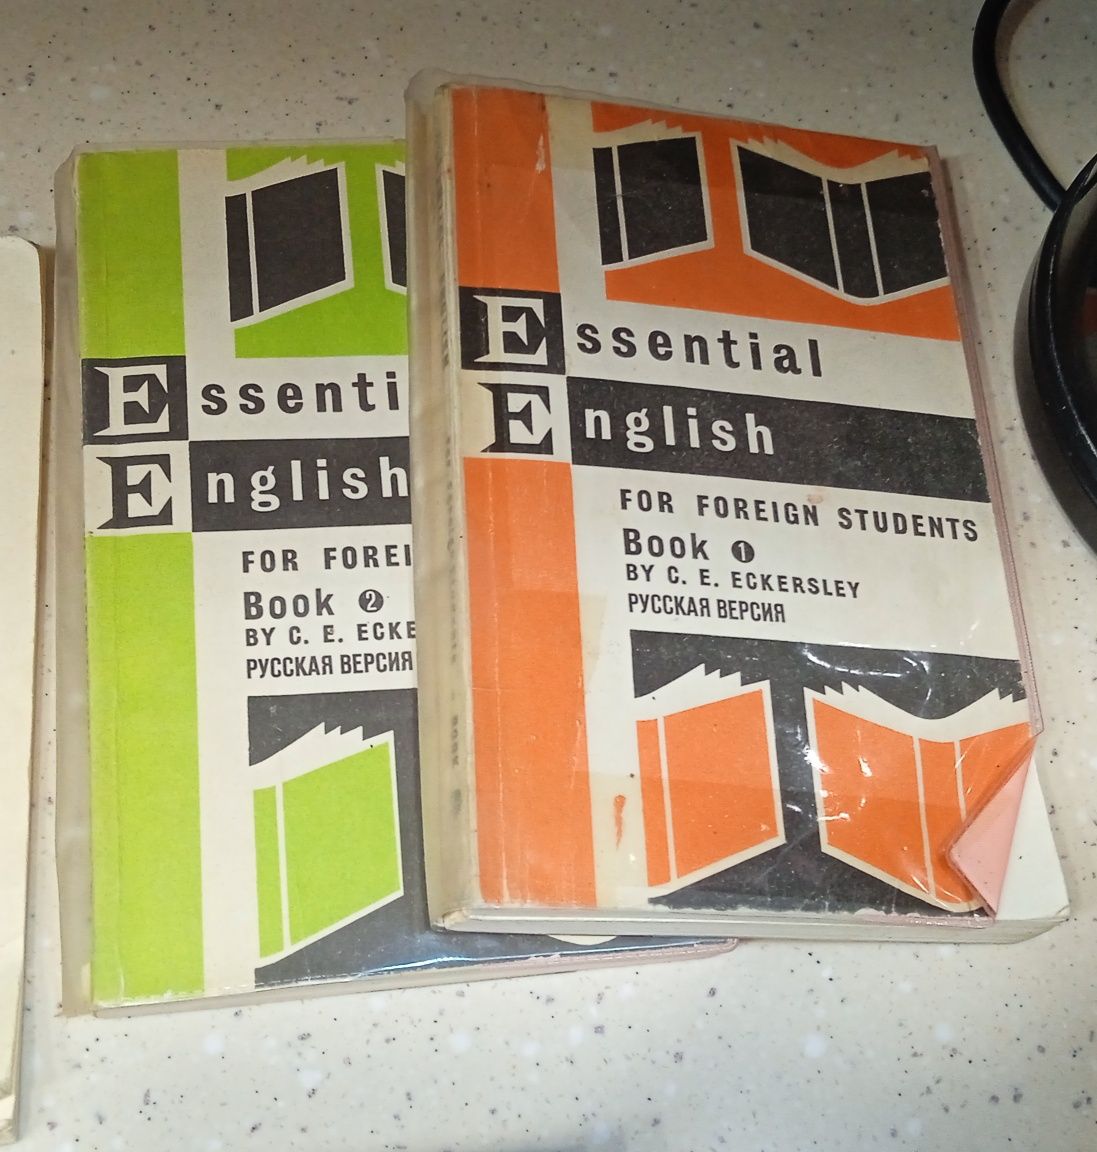 Essential
English
FOR FOREIGN STUDENTS
Book 1
BY C. E. ECKERSLEY
РУССКАЯ ВЕРСИЯ
Essenti
English
FOR FOREI
Book 2
BY C. E. ECKE
РУССКАЯ ВЕРСИЯ